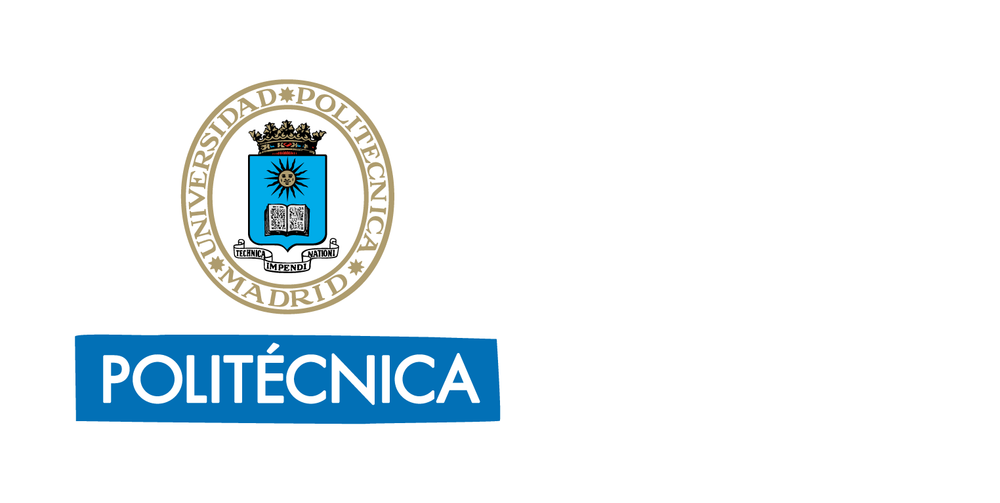 UNIVERSIDAD POLITECNICA
MADRID
TECHNICA
IMPENDI
NATIONI
POLITÉCNICA